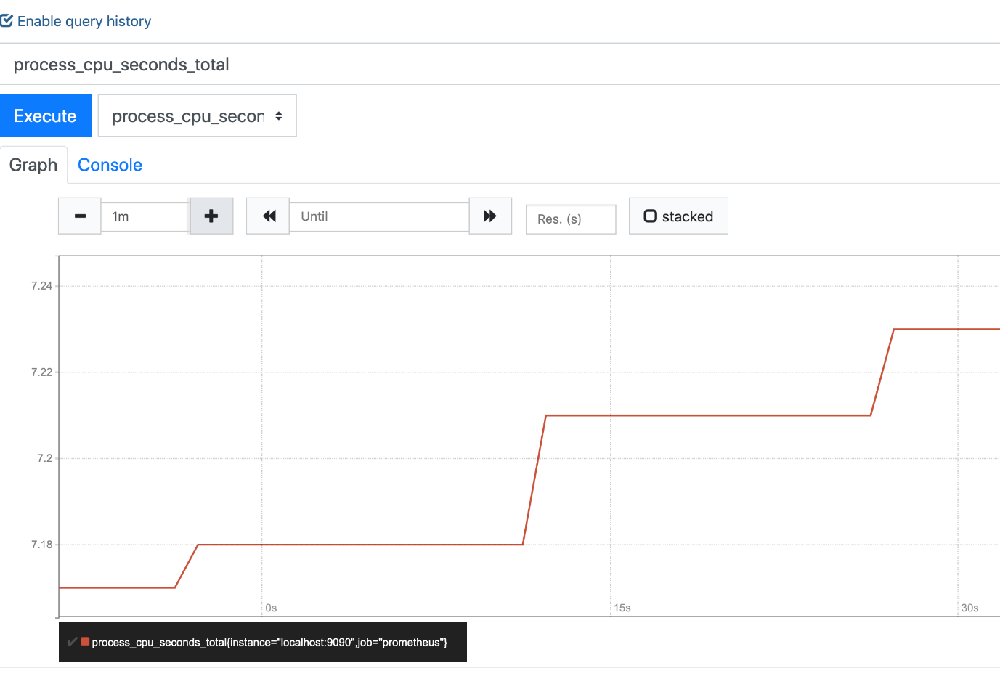 Enable query history
process_cpu_seconds_total
Execute process_cpu_secon
Graph Console
1m Until Res. (s) stacked
7.24
7.22
7.2
7.18
0s 15s 30s
process_cpu_seconds_total{instance="localhost:9090",job="prometheus"}